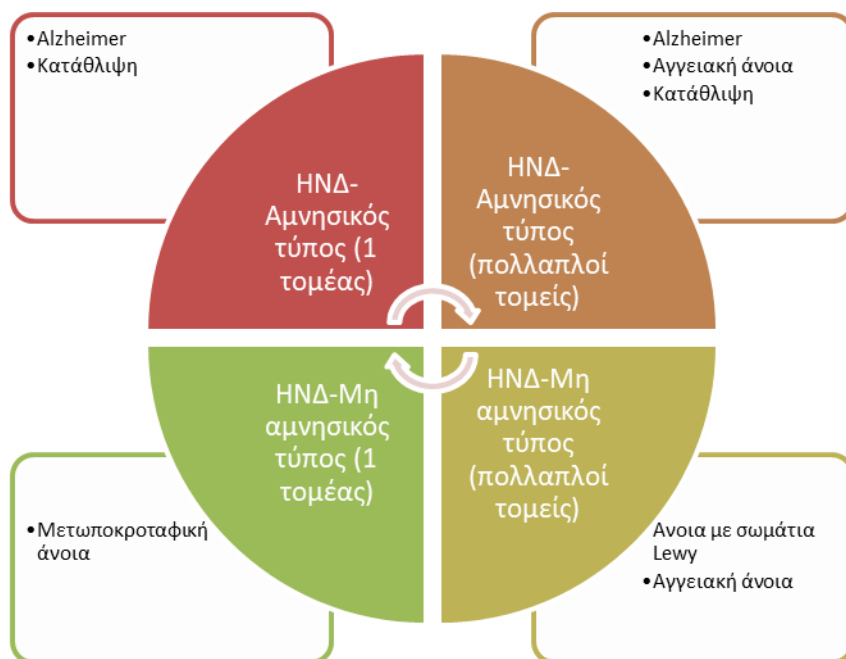 •Alzheimer
•Κατάθλιψη
•Alzheimer
•Αγγειακή άνοια
•Κατάθλιψη
ΗΝΔ-
Αμνησικός
τύπος (1
τομέας)
ΗΝΔ-
Αμνησικός
τύπος
(πολλαπλοί
τομείς)
ΗΝΔ-Μη
αμνησικός
τύπος (1
τομέας)
ΗΝΔ-Μη
αμνησικός
τύπος
(πολλαπλοί
τομείς)
•Μετωποκροταφική
άνοια
Ανοια με σωμάτια
Lewy
•Αγγειακή άνοια